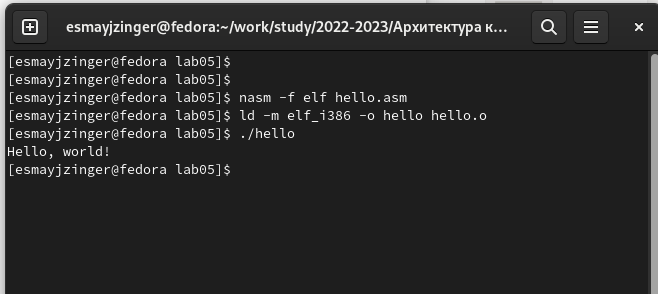 esmayjzinger@fedora:~/work/study/2022-2023/Архитектура к...
[esmayjzinger@fedora lab05]$
[esmayjzinger@fedora lab05]$
[esmayjzinger@fedora lab05]$ nasm -f elf hello.asm
[esmayjzinger@fedora lab05]$ ld -m elf_i386 -o hello hello.o
[esmayjzinger@fedora lab05]$ ./hello
Hello, world!
[esmayjzinger@fedora lab05]$